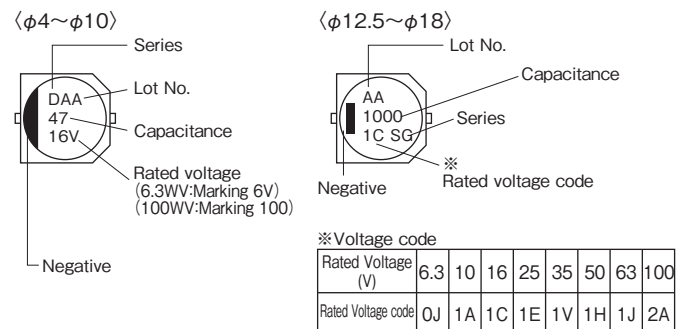 〈φ4～φ10〉
Series
Lot No.
DAA
47
16V
Capacitance
Rated voltage
(6.3WV:Marking 6V)
(100WV:Marking 100)
Negative
〈φ12.5～φ18〉
Lot No.
Capacitance
AA
1000
1C SG
Series
※
Rated voltage code
Negative
※Voltage code
Rated Voltage (V) 6.3 10 16 25 35 50 63 100
Rated Voltage code 0J 1A 1C 1E 1V 1H 1J 2A